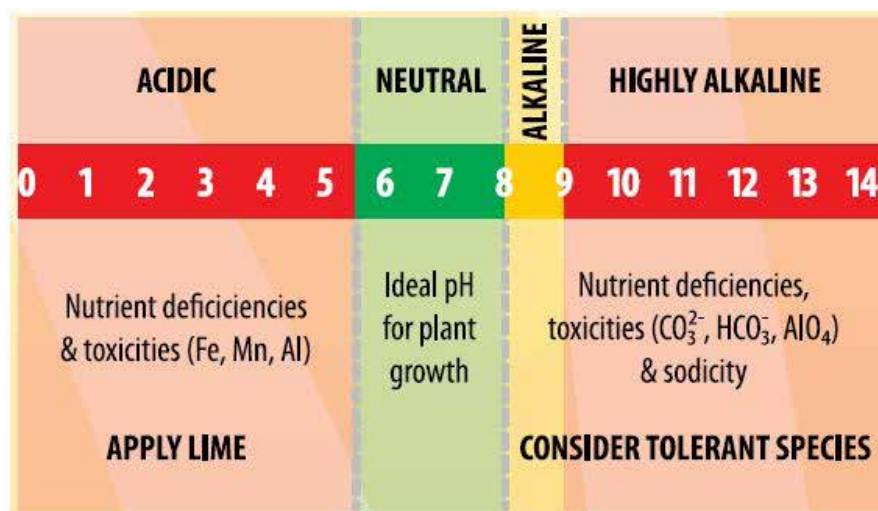 ACIDIC
NEUTRAL
ALKALINE
HIGHLY ALKALINE
0 1 2 3 4 5 6 7 8 9 10 11 12 13 14
Nutrient deficiciencies
& toxicities (Fe, Mn, Al)
Ideal pH
for plant
growth
Nutrient deficiencies,
toxicities (CO₃²⁻, HCO₃⁻, AlO₄)
& sodicity
APPLY LIME
CONSIDER TOLERANT SPECIES